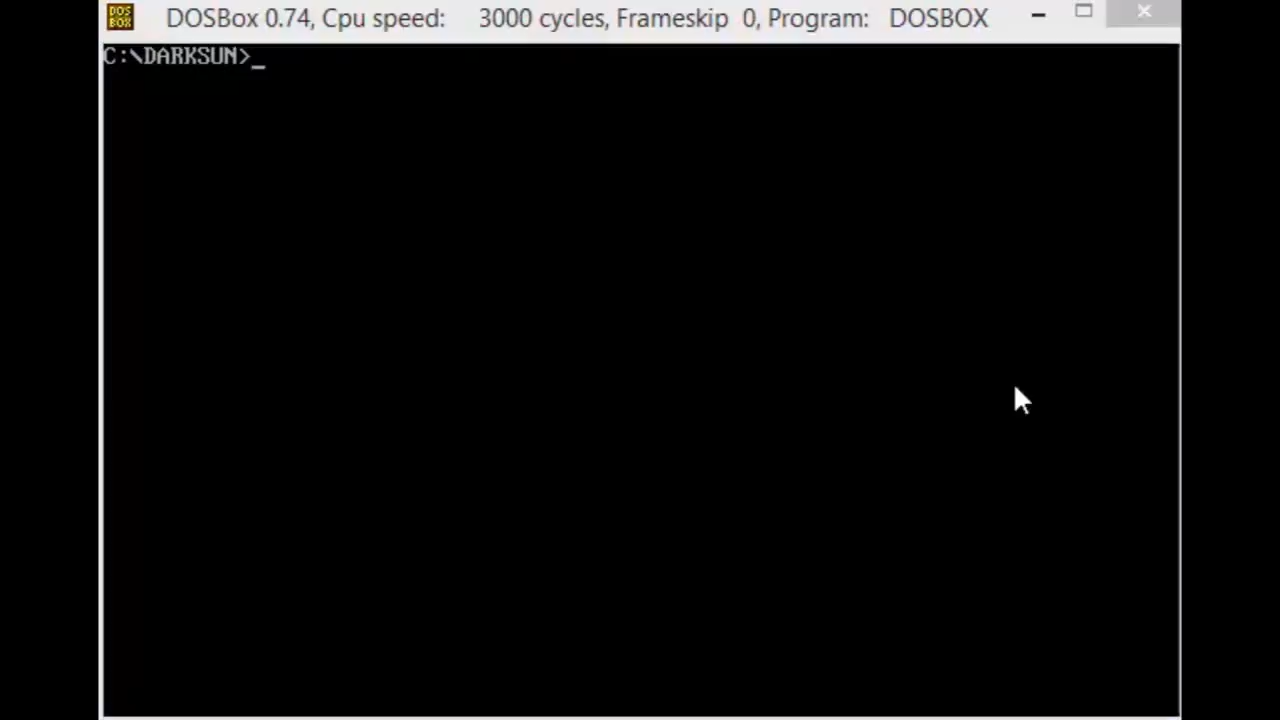 DOS
BOX
DOSBox 0.74, Cpu speed: 3000 cycles, Frameskip 0, Program: DOSBOX
C:\DARKSUN>_